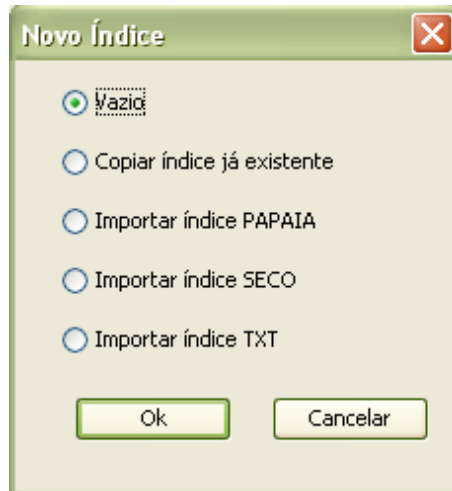 Novo Índice
Vazio
Copiar índice já existente
Importar índice PAPAIA
Importar índice SECO
Importar índice TXT
Ok
Cancelar